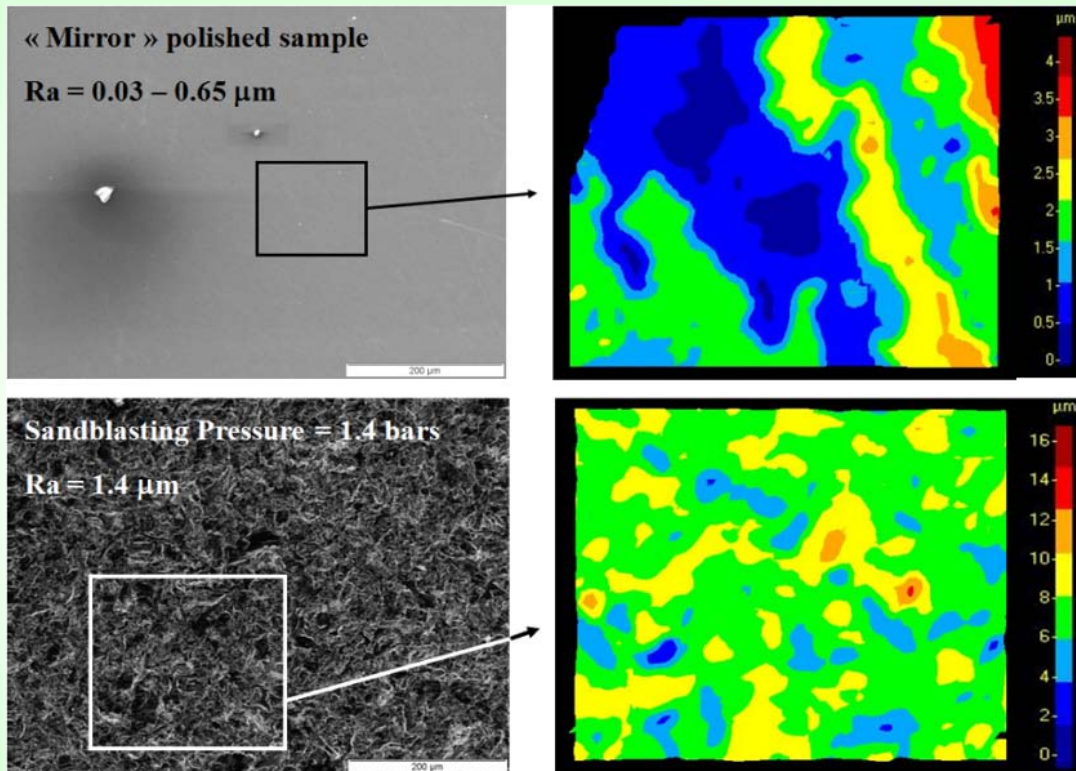 « Mirror » polished sample
Ra = 0.03 – 0.65 μm
200 μm
μm
4
3.5
3
2.5
2
1.5
1
0.5
0
Sandblasting Pressure = 1.4 bars
Ra = 1.4 μm
200 μm
μm
16
14
12
10
8
6
4
2
0